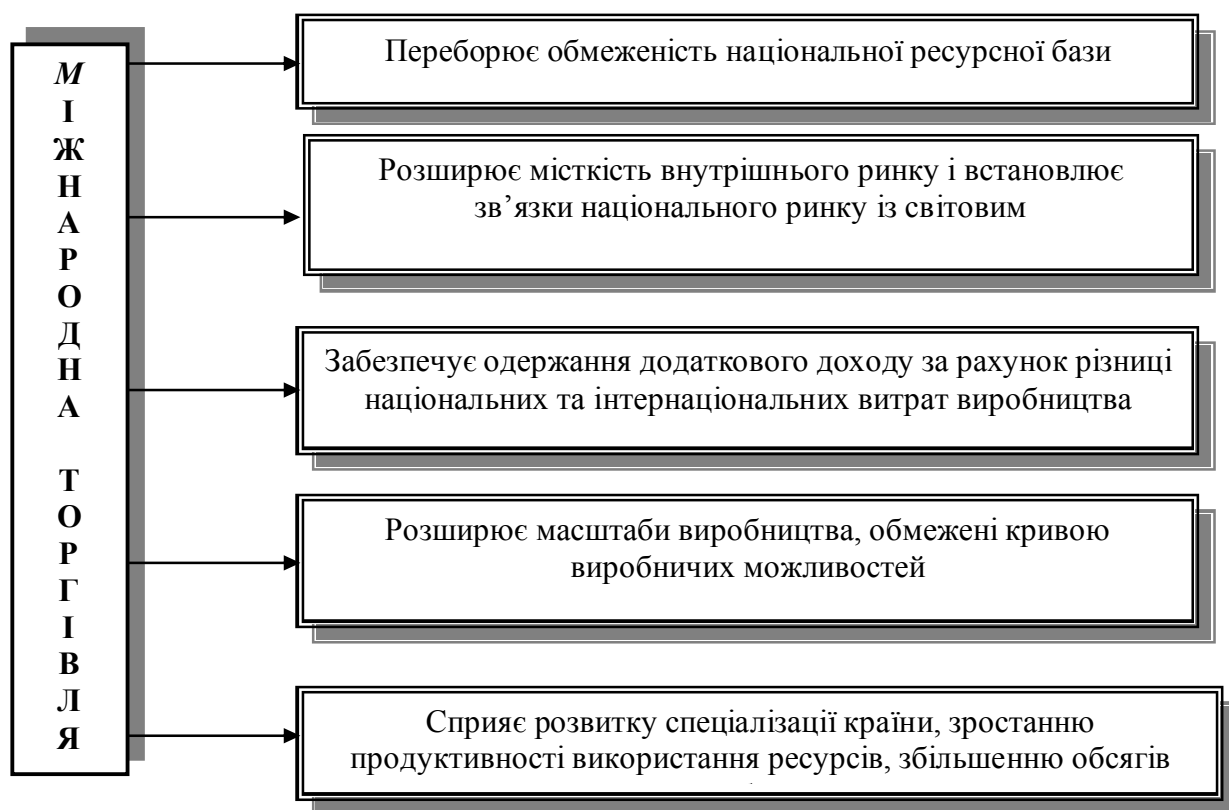 МІЖНАРОДНА ТОРГІВЛЯ
Переборює обмеженість національної ресурсної бази
Розширює місткість внутрішнього ринку і встановлює
зв’язки національного ринку із світовим
Забезпечує одержання додаткового доходу за рахунок різниці
національних та інтернаціональних витрат виробництва
Розширює масштаби виробництва, обмежені кривою
виробничих можливостей
Сприяє розвитку спеціалізації країни, зростанню
продуктивності використання ресурсів, збільшенню обсягів